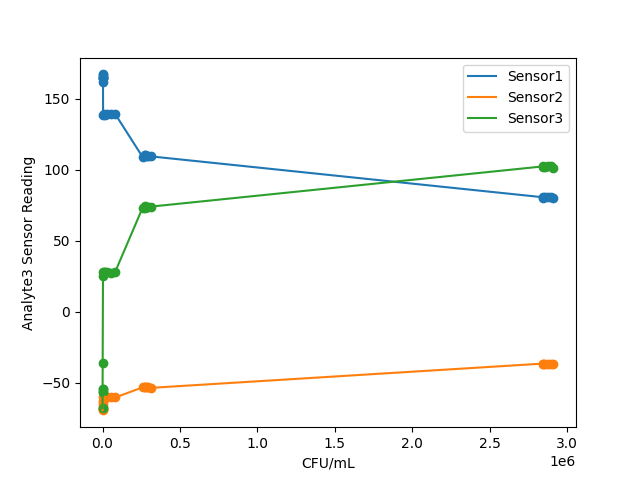 Sensor1
Sensor2
Sensor3
150
100
50
0
−50
Analyte3 Sensor Reading
0.0 0.5 1.0 1.5 2.0 2.5 3.0
1e6
CFU/mL